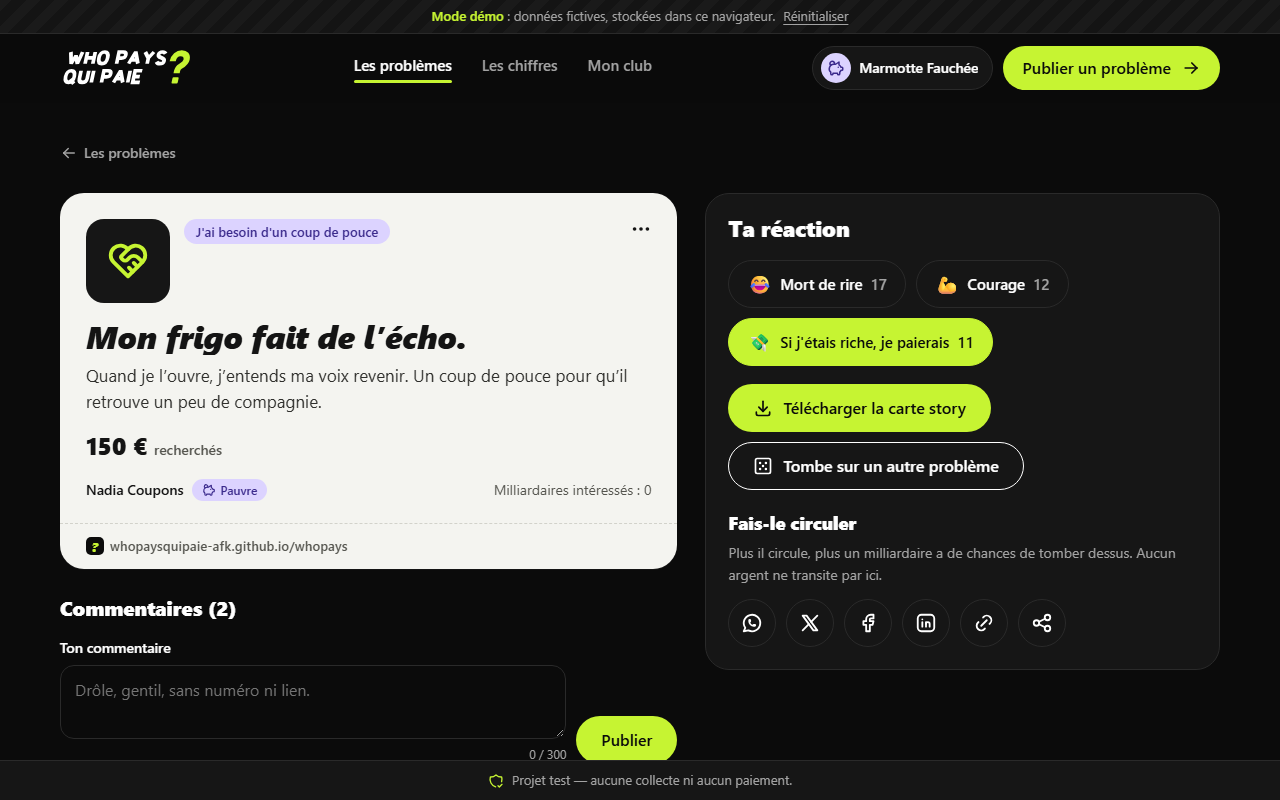 Mode démo : données fictives, stockées dans ce navigateur. Réinitialiser
WHO PAYS
QUI PAIE ?
Les problèmes
Les chiffres
Mon club
Marmotte Fauchée
Publier un problème
Les problèmes
J'ai besoin d'un coup de pouce
Mon frigo fait de l’écho.
Quand je l’ouvre, j’entends ma voix revenir. Un coup de pouce pour qu’il
retrouve un peu de compagnie.
150 € recherchés
Nadia Coupons
Pauvre
Milliardaires intéressés : 0
? whopaysquipaie-afk.github.io/whopays
Commentaires (2)
Ton commentaire
Drôle, gentil, sans numéro ni lien.
0 / 300
Publier
Ta réaction
Mort de rire 17
Courage 12
Si j'étais riche, je paierais 11
Télécharger la carte story
Tombe sur un autre problème
Fais-le circuler
Plus il circule, plus un milliardaire a de chances de tomber dessus. Aucun
argent ne transite par ici.
Projet test — aucune collecte ni aucun paiement.